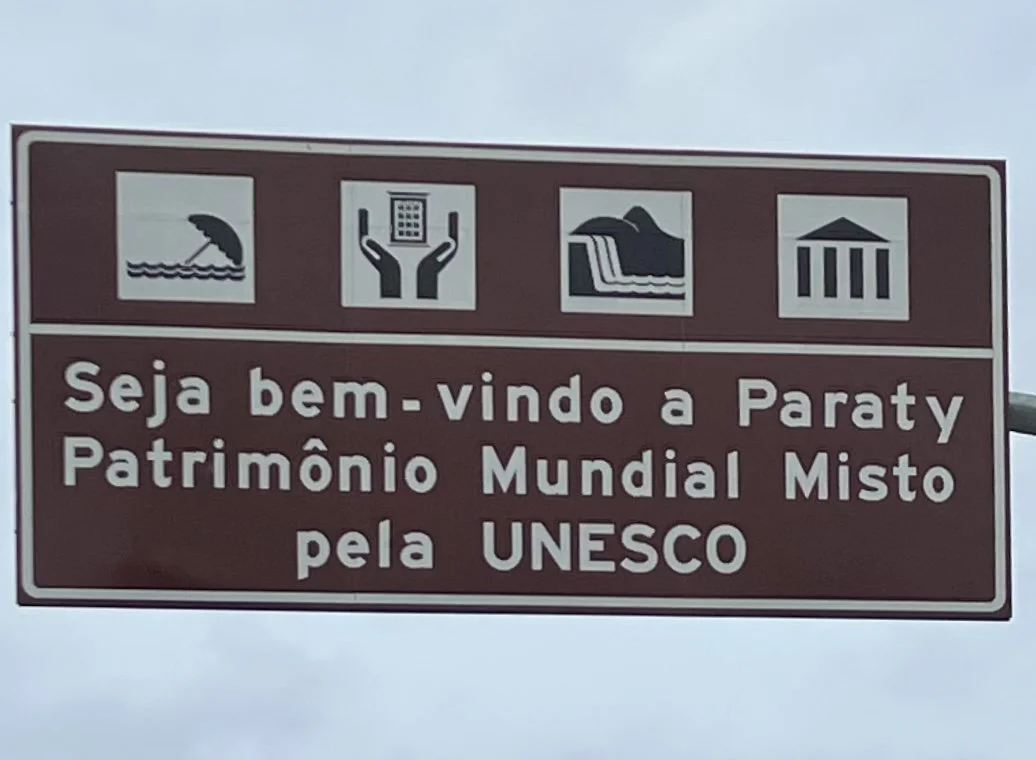 Seja bem-vindo a Paraty
Patrimônio Mundial Misto
pela UNESCO